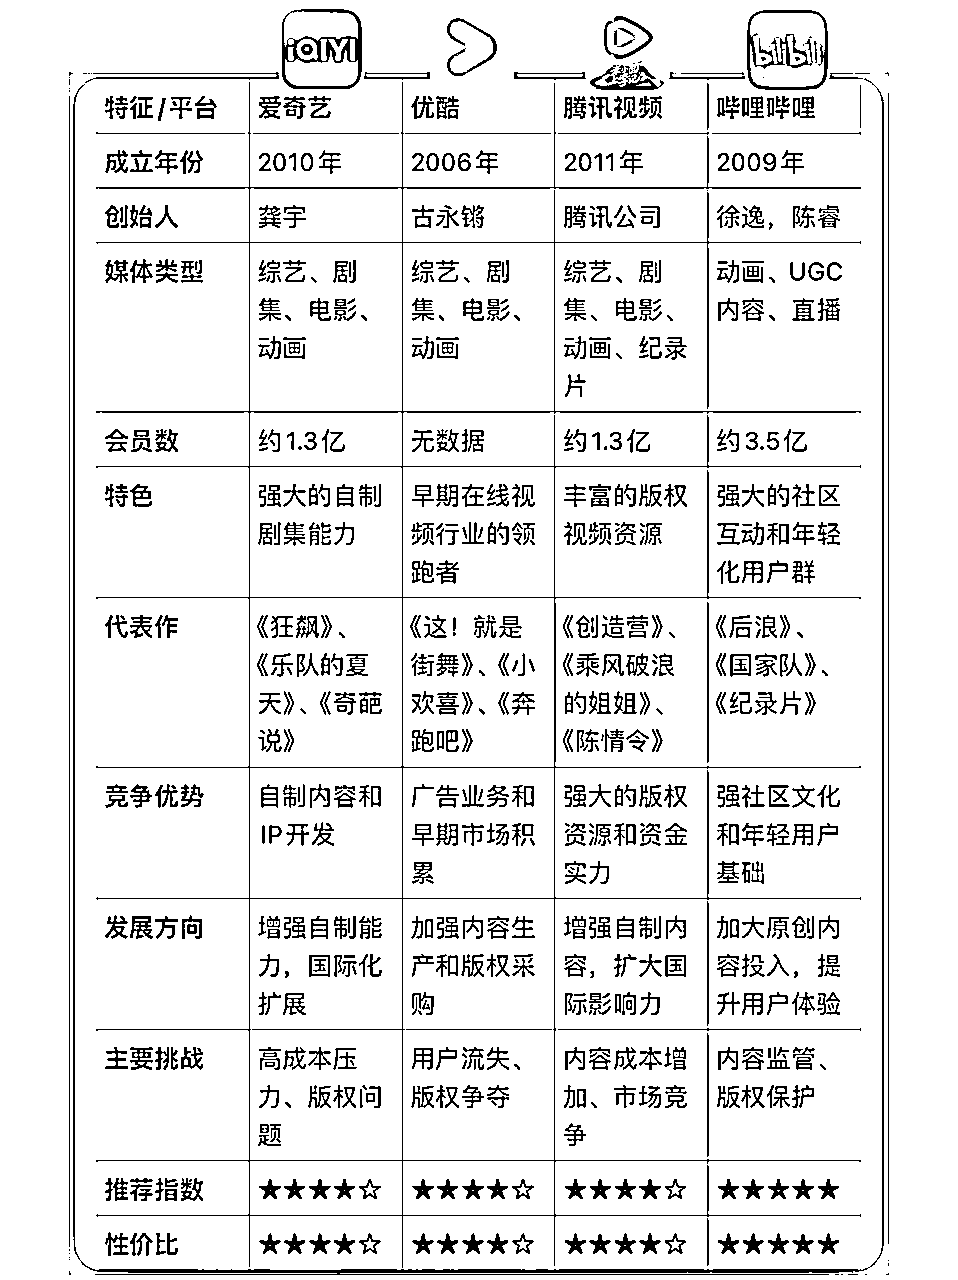 iQIYI
bilibili
特征/平台 爱奇艺 优酷 腾讯视频 哔哩哔哩
成立年份 2010年 2006年 2011年 2009年
创始人 龚宇 古永锵 腾讯公司 徐逸，陈睿
媒体类型 综艺、剧 综艺、剧 综艺、剧 动画、UGC
集、电影、 集、电影、 集、电影、 内容、直播
动画 动画 动画、纪录
片
会员数 约1.3亿 无数据 约1.3亿 约3.5亿
特色 强大的自制 早期在线视 丰富的版权 强大的社区
剧集能力 频行业的领 视频资源 互动和年轻
跑者 化用户群
代表作 《狂飙》、 《这！就是 《创造营》、 《后浪》、
《乐队的夏 街舞》、《小 《乘风破浪 《国家队》、
天》、《奇葩 欢喜》、《奔 的姐姐》、 《纪录片》
说》 跑吧》 《陈情令》
竞争优势 自制内容和 广告业务和 强大的版权 强社区文化
IP开发 早期市场积 资源和资金 和年轻用户
累 实力 基础
发展方向 增强自制能 加强内容生 增强自制内 加大原创内
力，国际化 产和版权采 容，扩大国 容投入，提
扩展 购 际影响力 升用户体验
主要挑战 高成本压 用户流失、 内容成本增 内容监管、
力、版权问 版权争夺 加、市场竞 版权保护
题 争
推荐指数 ★★★★☆ ★★★★☆ ★★★★☆ ★★★★★
性价比 ★★★★☆ ★★★★☆ ★★★★☆ ★★★★★